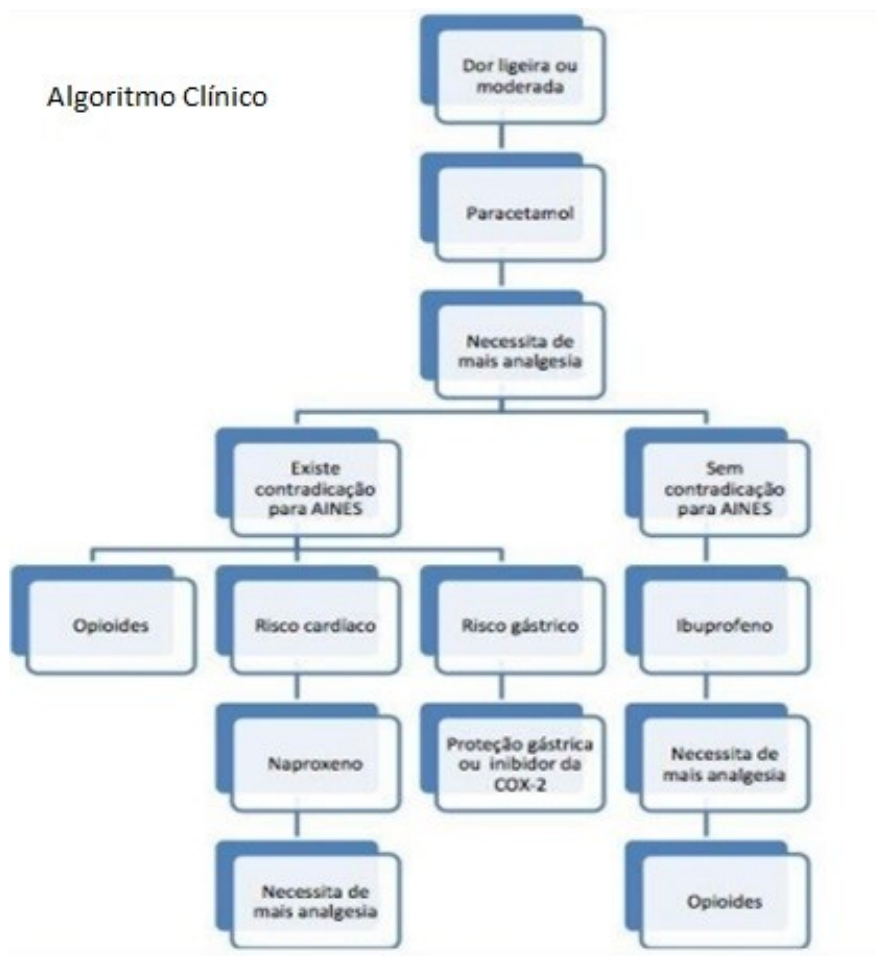 Algoritmo Clínico
Dor ligeira ou
moderada
Paracetamol
Necessita de
mais analgesia
Existe
contradicação
para AINES
Sem
contradicação
para AINES
Opioides
Risco cardíaco
Risco gástrico
Ibuprofeno
Naproxeno
Proteção gástrica
ou inibidor da
COX-2
Necessita de
mais analgesia
Necessita de
mais analgesia
Opioides